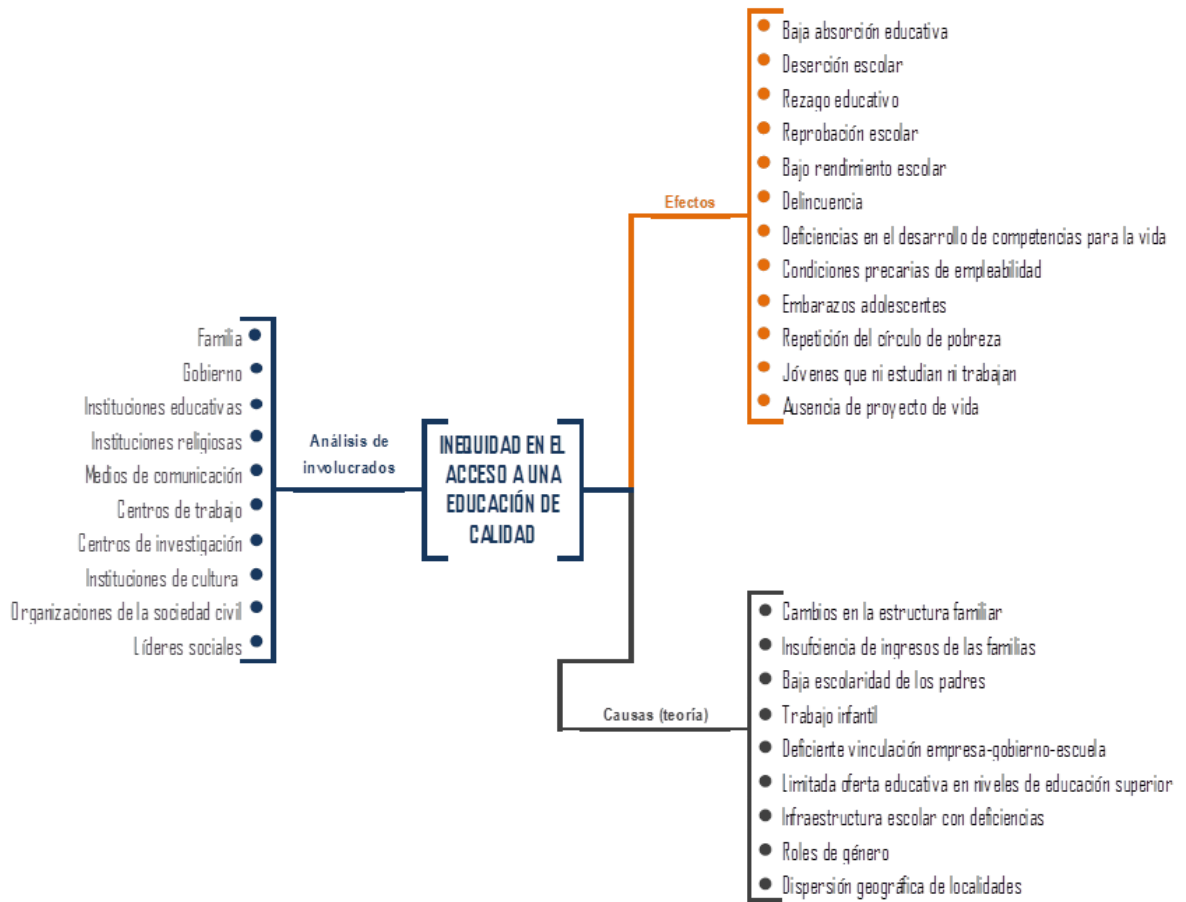 Baja absorción educativa
Deserción escolar
Rezago educativo
Reprobación escolar
Bajo rendimiento escolar
Delincuencia
Deficiencias en el desarrollo de competencias para la vida
Condiciones precarias de empleabilidad
Embarazos adolescentes
Repetición del círculo de pobreza
Jóvenes que ni estudian ni trabajan
Ausencia de proyecto de vida
Efectos
Familia
Gobierno
Instituciones educativas
Instituciones religiosas
Medios de comunicación
Centros de trabajo
Centros de investigación
Instituciones de cultura
Organizaciones de la sociedad civil
Líderes sociales
Análisis de
involucrados
INEQUIDAD EN EL
ACCESO A UNA
EDUCACIÓN DE
CALIDAD
Causas (teoría)
Cambios en la estructura familiar
Insufciencia de ingresos de las familias
Baja escolaridad de los padres
Trabajo infantil
Deficiente vinculación empresa-gobierno-escuela
Limitada oferta educativa en niveles de educación superior
Infraestructura escolar con deficiencias
Roles de género
Dispersión geográfica de localidades